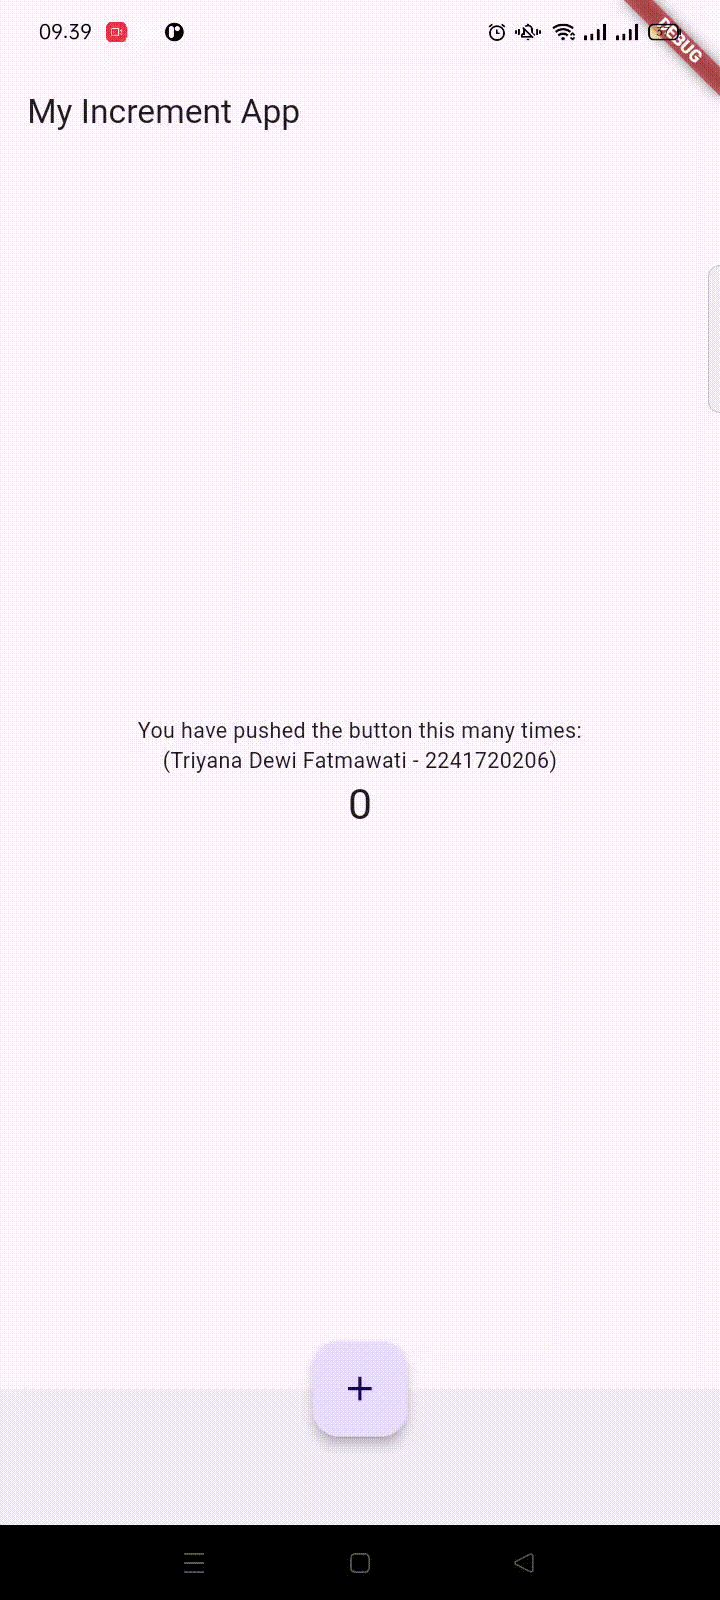 09.39
DEBUG
My Increment App
You have pushed the button this many times:
(Triyana Dewi Fatmawati - 2241720206)
0
+